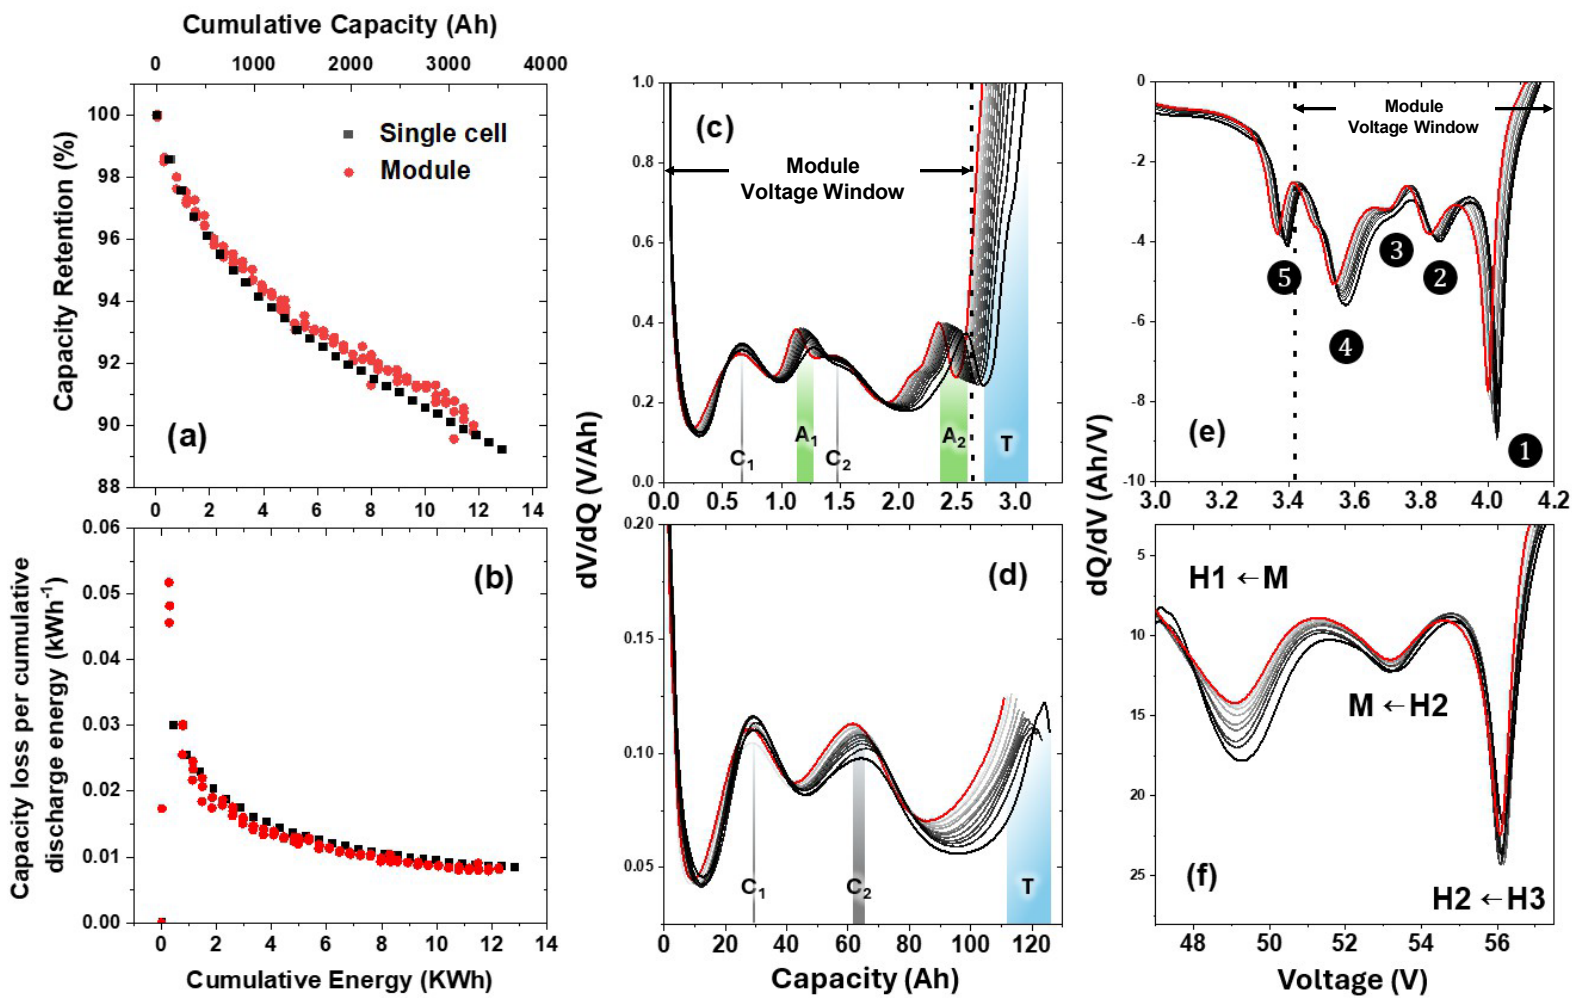 Cumulative Capacity (Ah)
0 1000 2000 3000 4000
Capacity Retention (%)
100
98
96
94
92
90
88
Single cell
Module
(a)
0 2 4 6 8 10 12 14
Capacity loss per cumulative
discharge energy (kWh-1)
0.06
0.05
0.04
0.03
0.02
0.01
0.00
(b)
0 2 4 6 8 10 12 14
Cumulative Energy (KWh)
dV/dQ (V/Ah)
1.0
0.8
0.6
0.4
0.2
0.0
(c)
Module
Voltage Window
C1
A1
C2
A2
T
0.0 0.5 1.0 1.5 2.0 2.5 3.0
0.20
0.15
0.10
0.05
(d)
C1
C2
T
0 20 40 60 80 100 120
Capacity (Ah)
dQ/dV (Ah/V)
0
-2
-4
-6
-8
-10
Module
Voltage Window
5
4
3
2
1
(e)
3.0 3.2 3.4 3.6 3.8 4.0 4.2
5
10
15
20
25
H1 ←M
M ←H2
H2 ←H3
(f)
48 50 52 54 56
Voltage (V)